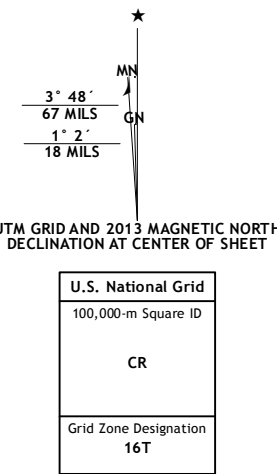 MN
3° 48´
67 MILS
GN
1° 2´
18 MILS
UTM GRID AND 2013 MAGNETIC NORTH
DECLINATION AT CENTER OF SHEET
U.S. National Grid
100,000-m Square ID
CR
Grid Zone Designation
16T